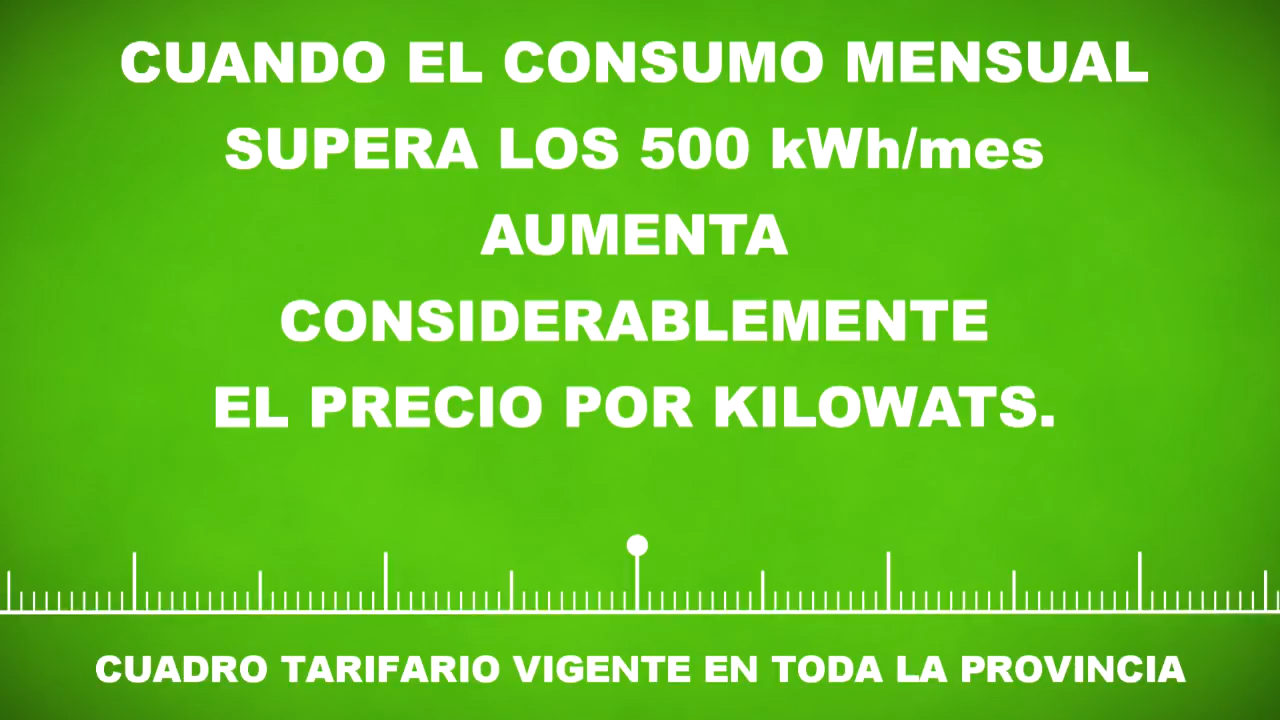 CUANDO EL CONSUMO MENSUAL
SUPERA LOS 500 kWh/mes
AUMENTA
CONSIDERABLEMENTE
EL PRECIO POR KILOWATS.
CUADRO TARIFARIO VIGENTE EN TODA LA PROVINCIA